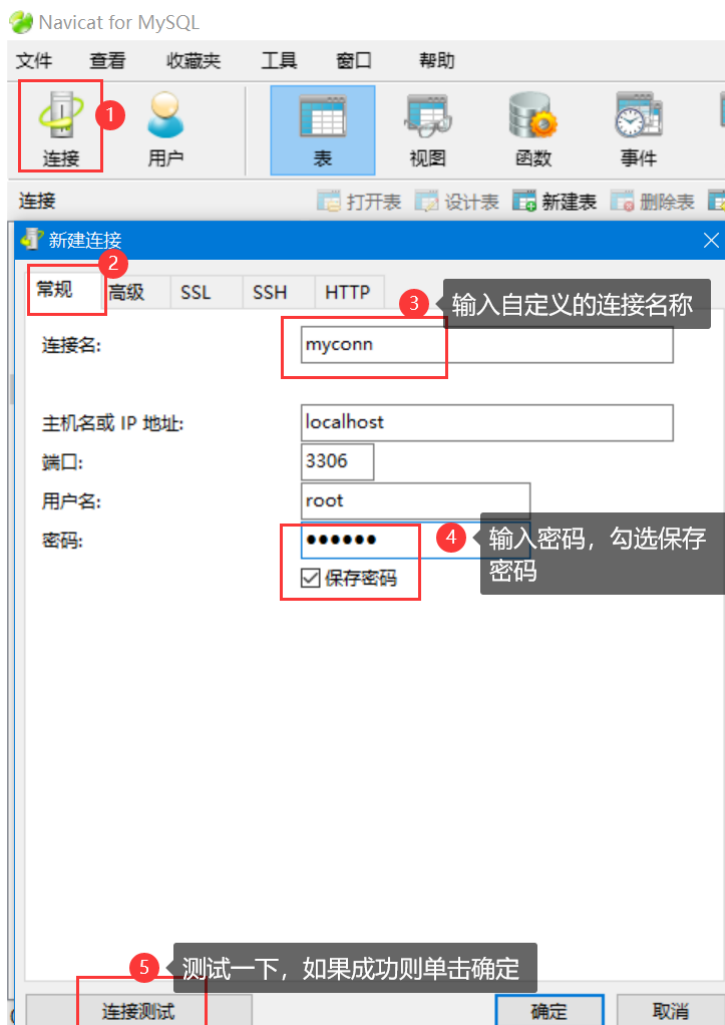 Navicat for MySQL
文件 查看 收藏夹 工具 窗口 帮助
1
连接 用户 表 视图 函数 事件
连接 打开表 设计表 新建表 删除表
新建连接
2
常规 高级 SSL SSH HTTP
3 输入自定义的连接名称
连接名: myconn
主机名或 IP 地址: localhost
端口: 3306
用户名: root
密码: ●●●●●●
4 输入密码，勾选保存
密码
保存密码
5 测试一下，如果成功则单击确定
连接测试 确定 取消